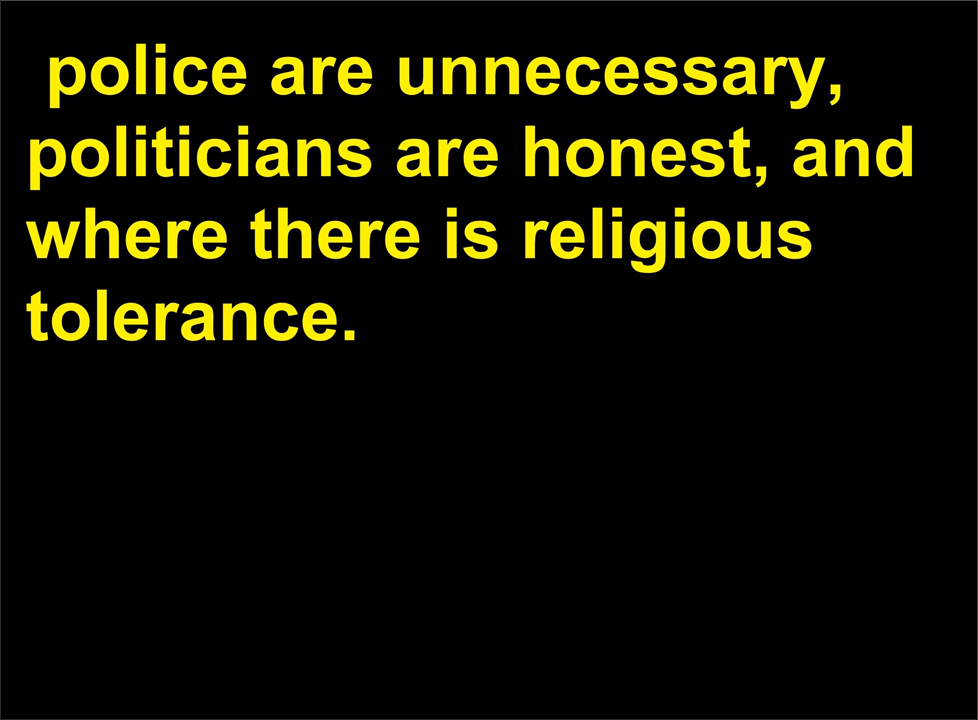 police are unnecessary,
politicians are honest, and
where there is religious
tolerance.